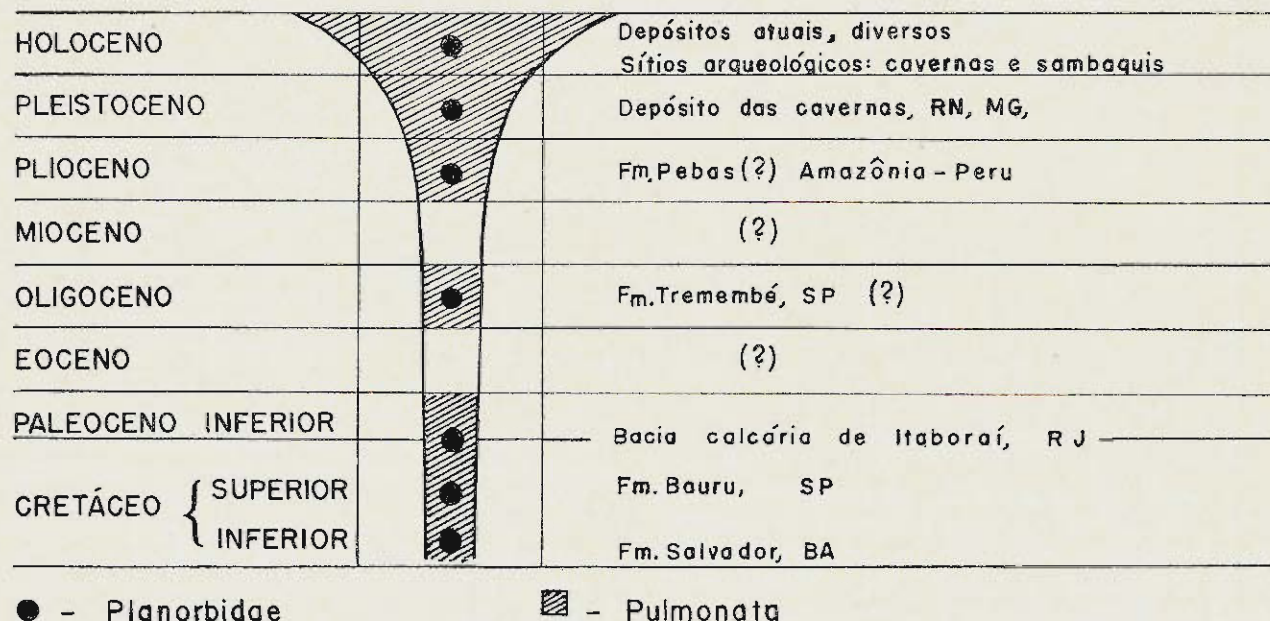 HOLOCENO Depósitos atuais, diversos
Sítios arqueológicos: cavernas e sambaquis
PLEISTOCENO Depósito das cavernas, RN, MG,
PLIOCENO Fm. Pebas (?) Amazônia - Peru
MIOCENO (?)
OLIGOCENO Fm. Tremembé, SP (?)
EOCENO (?)
PALEOCENO INFERIOR Bacia calcária de Itaboraí, RJ
CRETÁCEO { SUPERIOR Fm. Bauru, SP
INFERIOR Fm. Salvador, BA
● - Planorbidae ▨ - Pulmonata